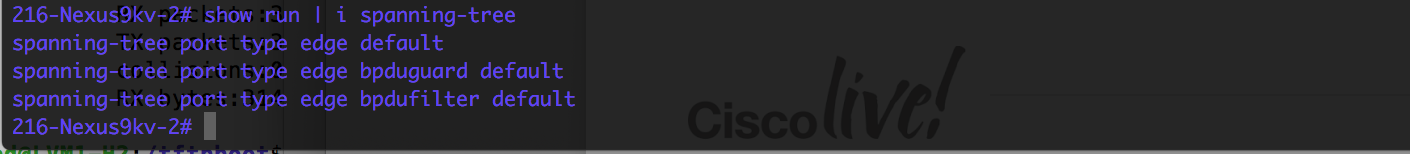 216-Nexus9kv-2# show run | i spanning-tree
spanning-tree port type edge default
spanning-tree port type edge bpduguard default
spanning-tree port type edge bpdufilter default
216-Nexus9kv-2#
Cisco live!